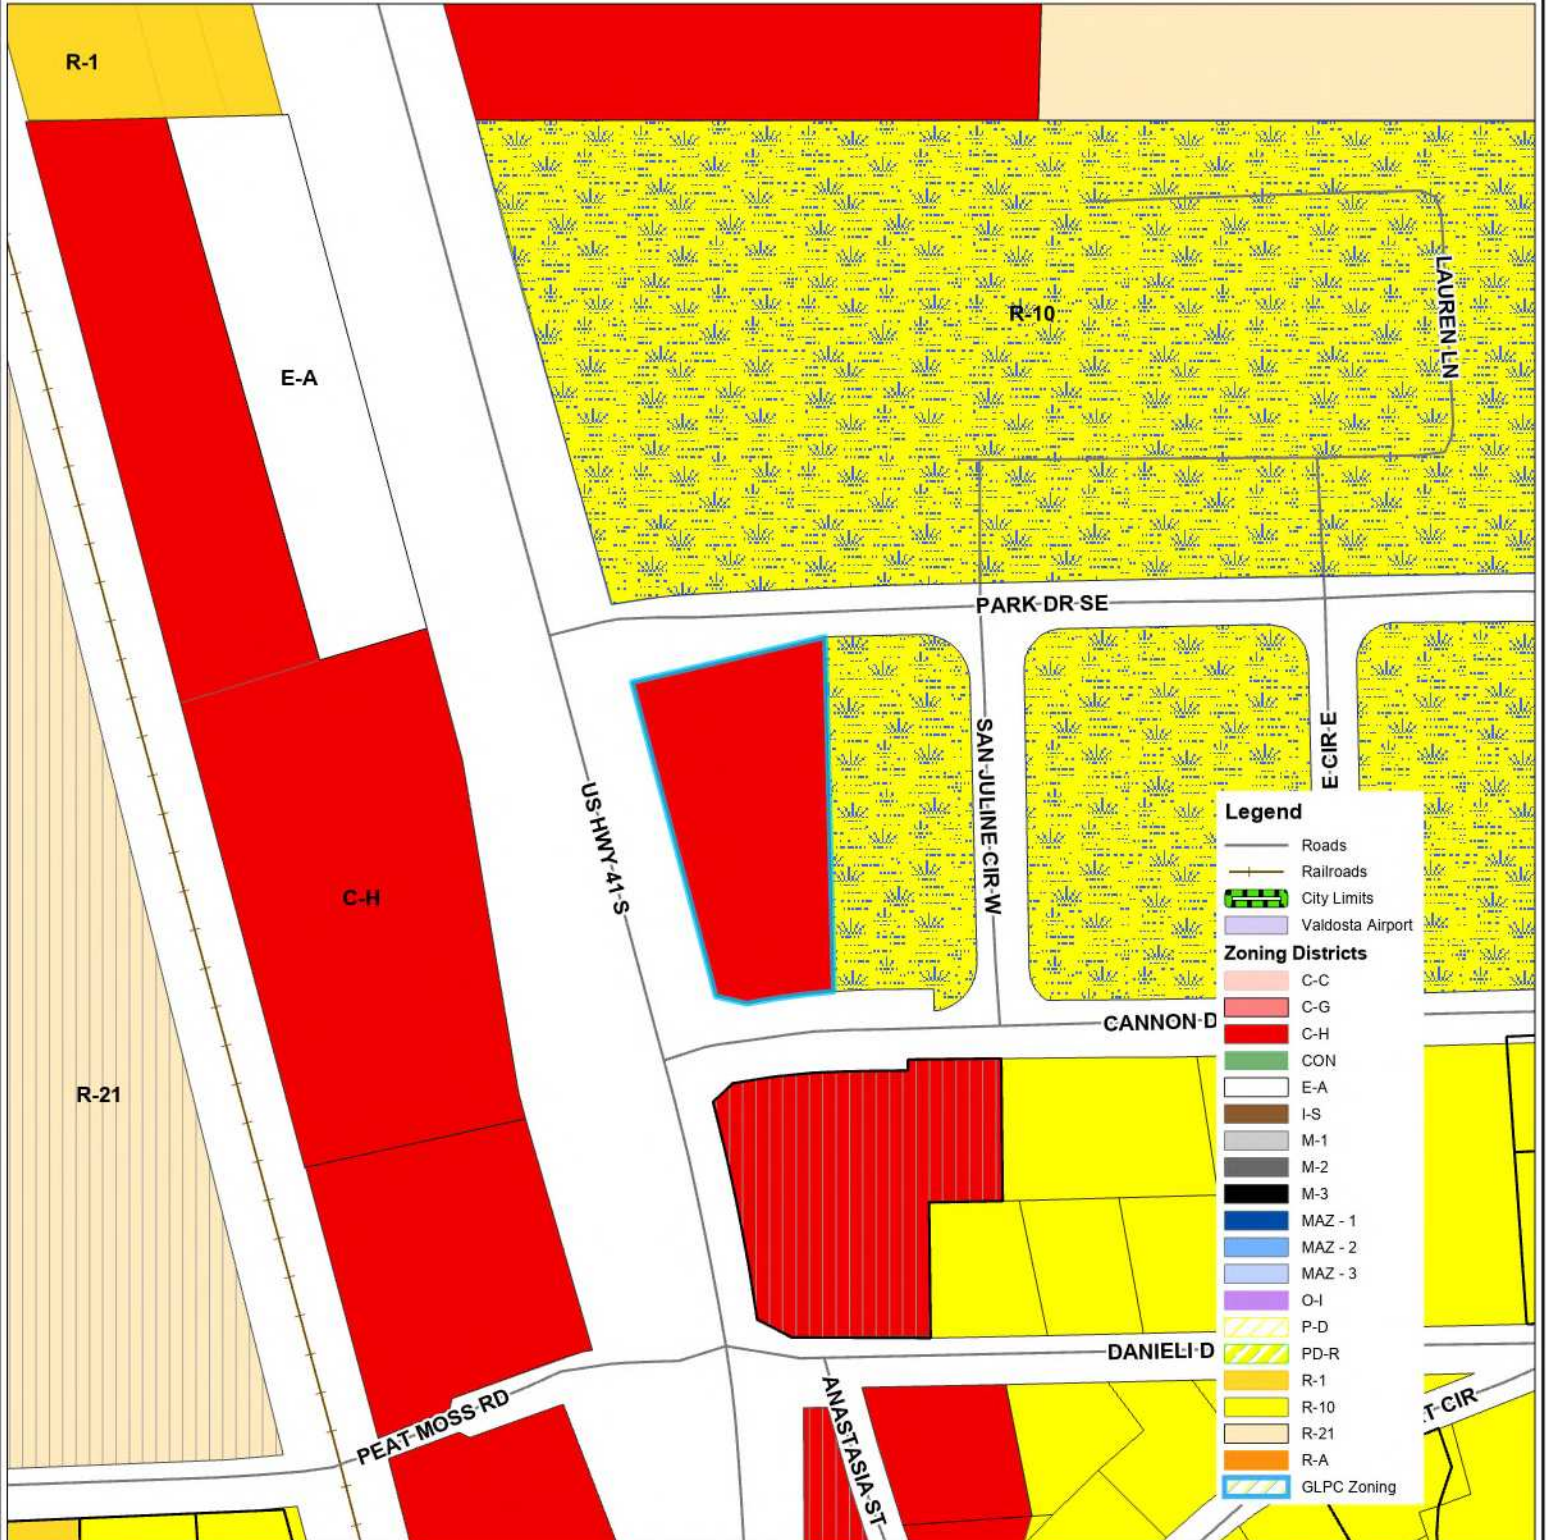 R-1
E-A
R-10
LAUREN LN
PARK DR SE
SAN JULINE CIR W
E CIR E
US HWY 41 S
C-H
CANNON D
R-21
DANIELI D
ANASTASIA ST
PEAT MOSS RD
T CIR
Legend
Roads
Railroads
City Limits
Valdosta Airport
Zoning Districts
C-C
C-G
C-H
CON
E-A
I-S
M-1
M-2
M-3
MAZ - 1
MAZ - 2
MAZ - 3
O-I
P-D
PD-R
R-1
R-10
R-21
R-A
GLPC Zoning